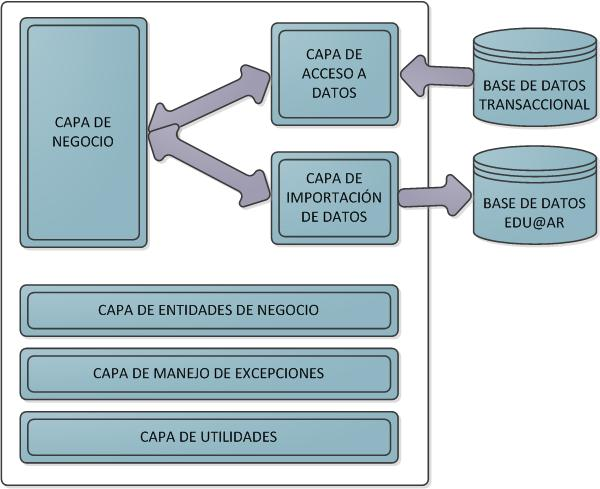 CAPA DE
NEGOCIO
CAPA DE
ACCESO A
DATOS
BASE DE DATOS
TRANSACCIONAL
CAPA DE
IMPORTACIÓN
DE DATOS
BASE DE DATOS
EDU@AR
CAPA DE ENTIDADES DE NEGOCIO
CAPA DE MANEJO DE EXCEPCIONES
CAPA DE UTILIDADES